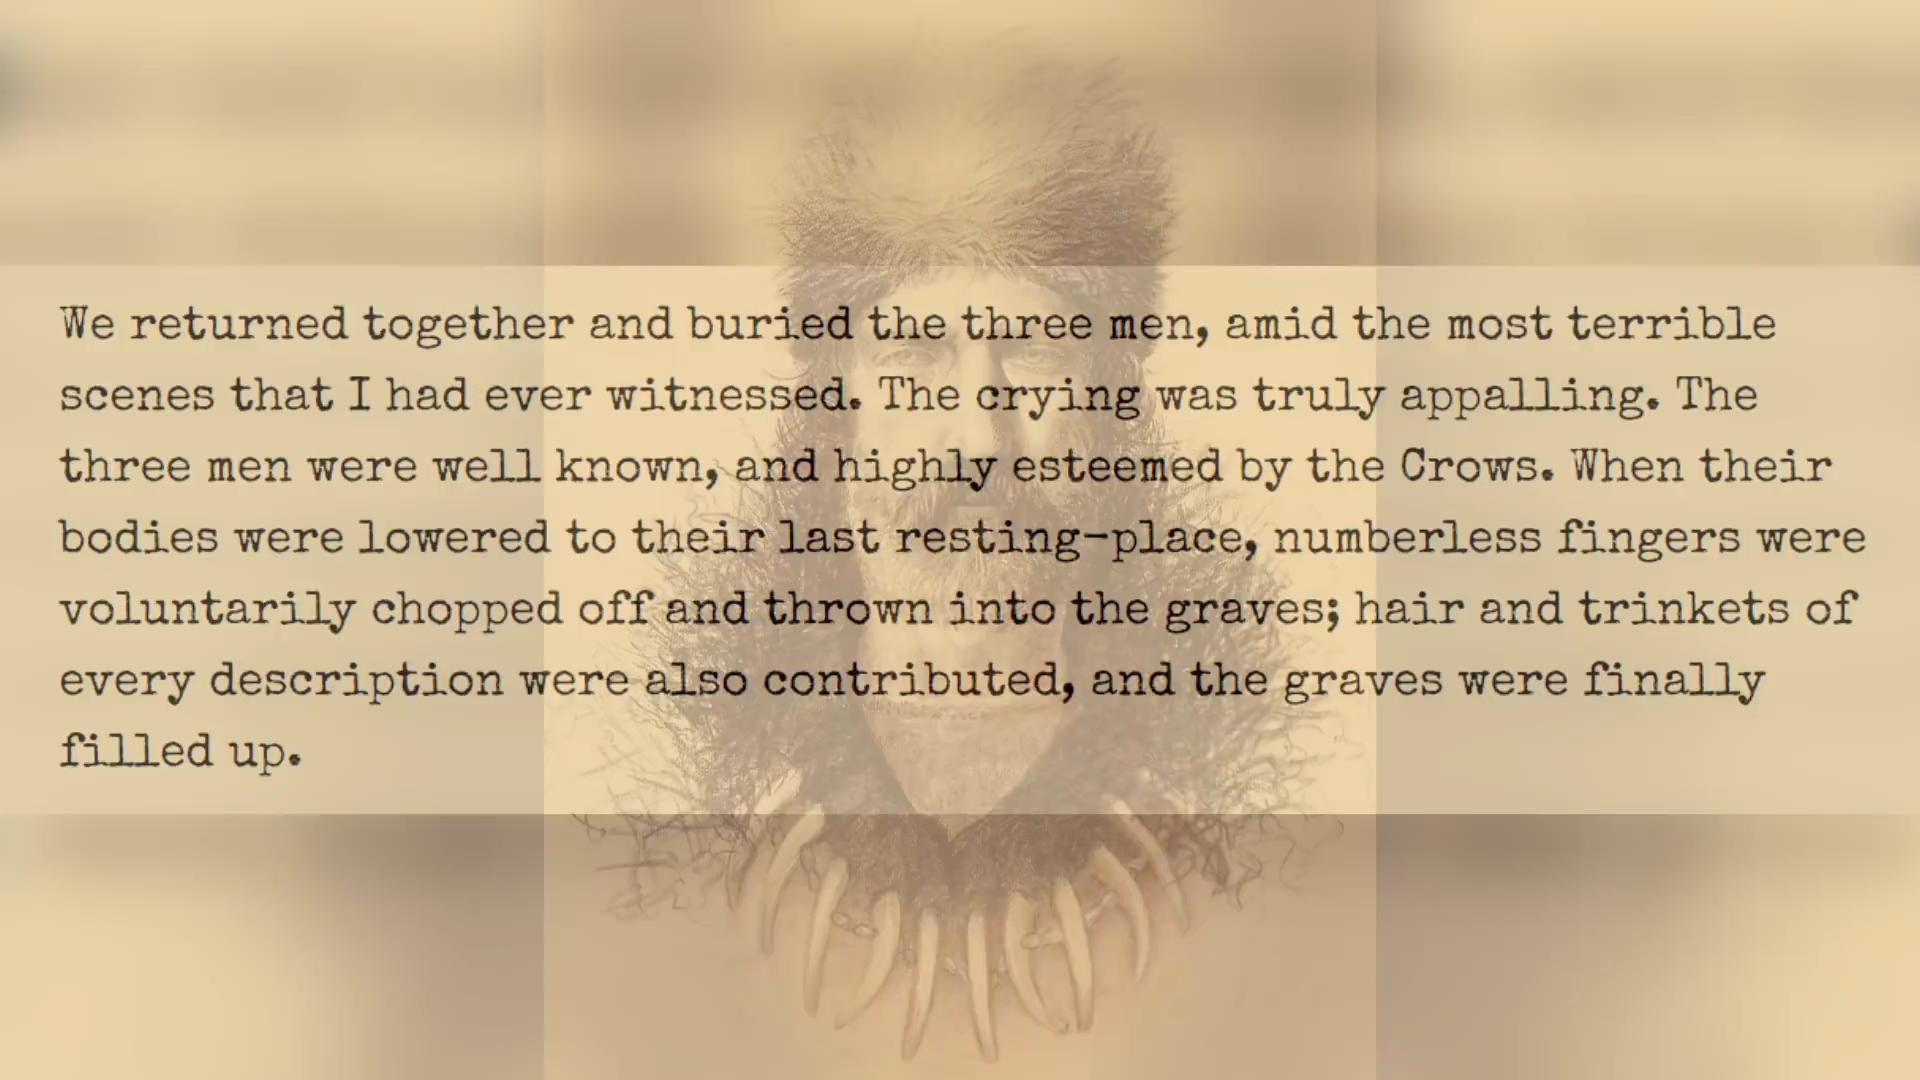 We returned together and buried the three men, amid the most terrible
scenes that I had ever witnessed. The crying was truly appalling. The
three men were well known, and highly esteemed by the Crows. When their
bodies were lowered to their last resting-place, numberless fingers were
voluntarily chopped off and thrown into the graves; hair and trinkets of
every description were also contributed, and the graves were finally
filled up.